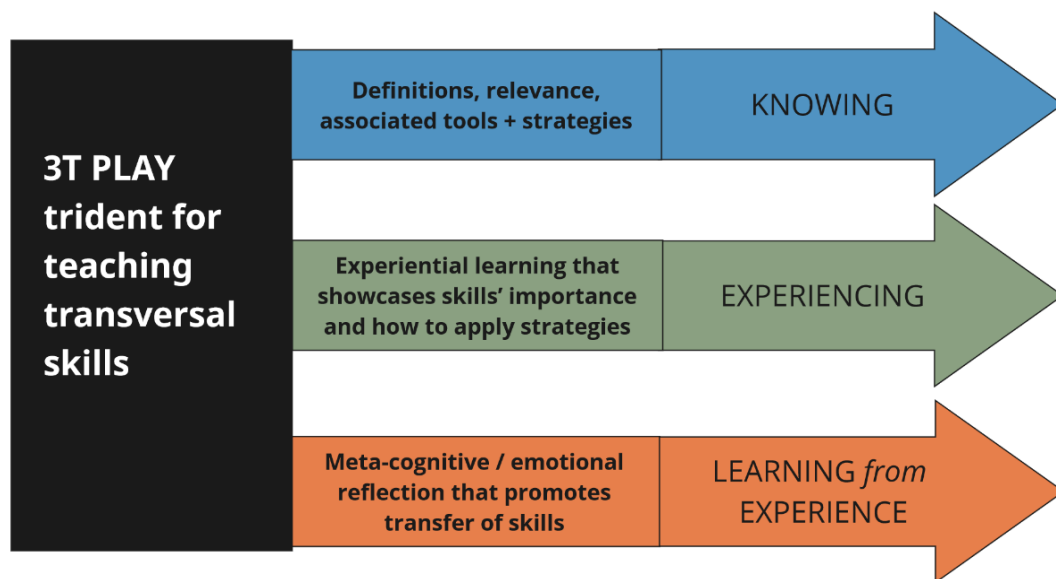 3T PLAY
trident for
teaching
transversal
skills
Definitions, relevance,
associated tools + strategies
KNOWING
Experiential learning that
showcases skills’ importance
and how to apply strategies
EXPERIENCING
Meta-cognitive / emotional
reflection that promotes
transfer of skills
LEARNING from
EXPERIENCE